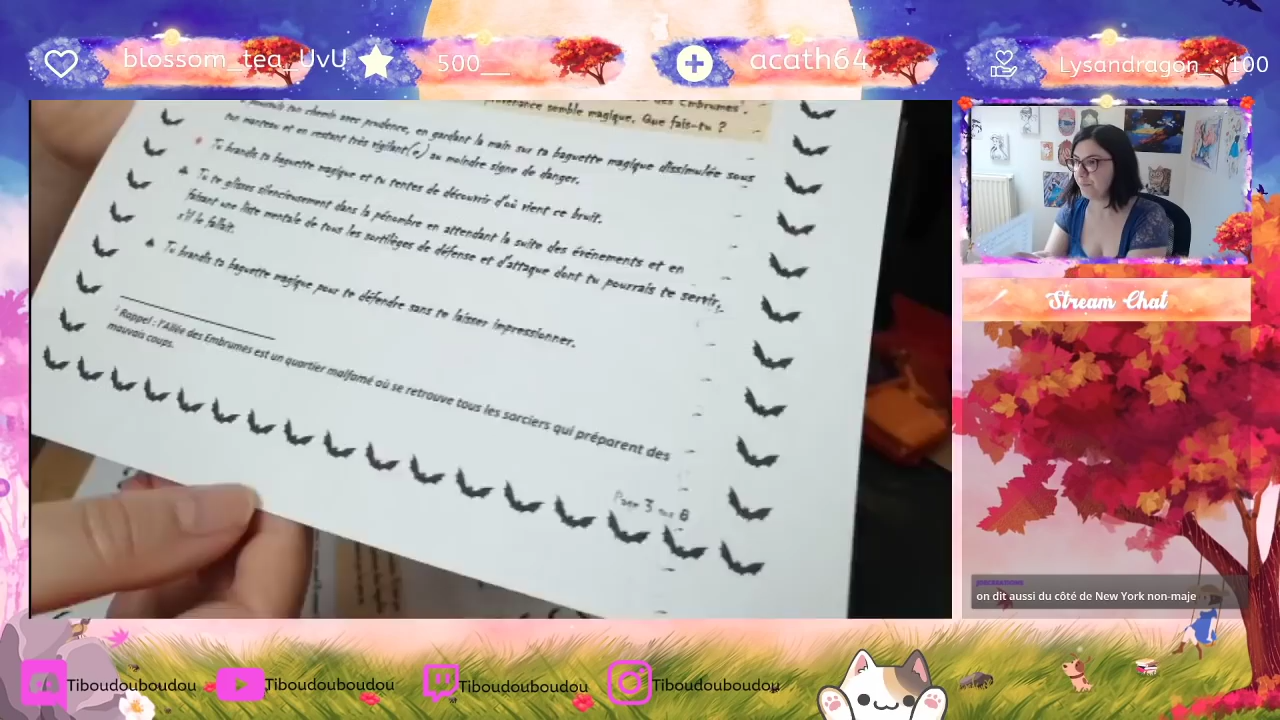 blossom_tea_UvU
500__
acath64
Lysandragon_: 100
des Embrumes¹.
semble magique. Que fais-tu ?
ton chemin avec prudence, en gardant la main sur ta baguette magique dissimulée sous
ton manteau et en restant très vigilant(e) au moindre signe de danger.
Tu brandis ta baguette magique et tu tentes de découvrir d'où vient ce bruit.
Tu te glisses silencieusement dans la pénombre en attendant la suite des événements et en
faisant une liste mentale de tous les sortilèges de défense et d'attaque dont tu pourrais te servir,
s'il le fallait.
Tu brandis ta baguette magique pour te défendre sans te laisser impressionner.
¹ Rappel : l'Allée des Embrumes est un quartier malfamé où se retrouve tous les sorciers qui préparent des
mauvais coups.
3 sur 8
Stream Chat
on dit aussi du côté de New York non-maje
Tiboudouboudou
Tiboudouboudou
Tiboudouboudou
Tiboudouboudou